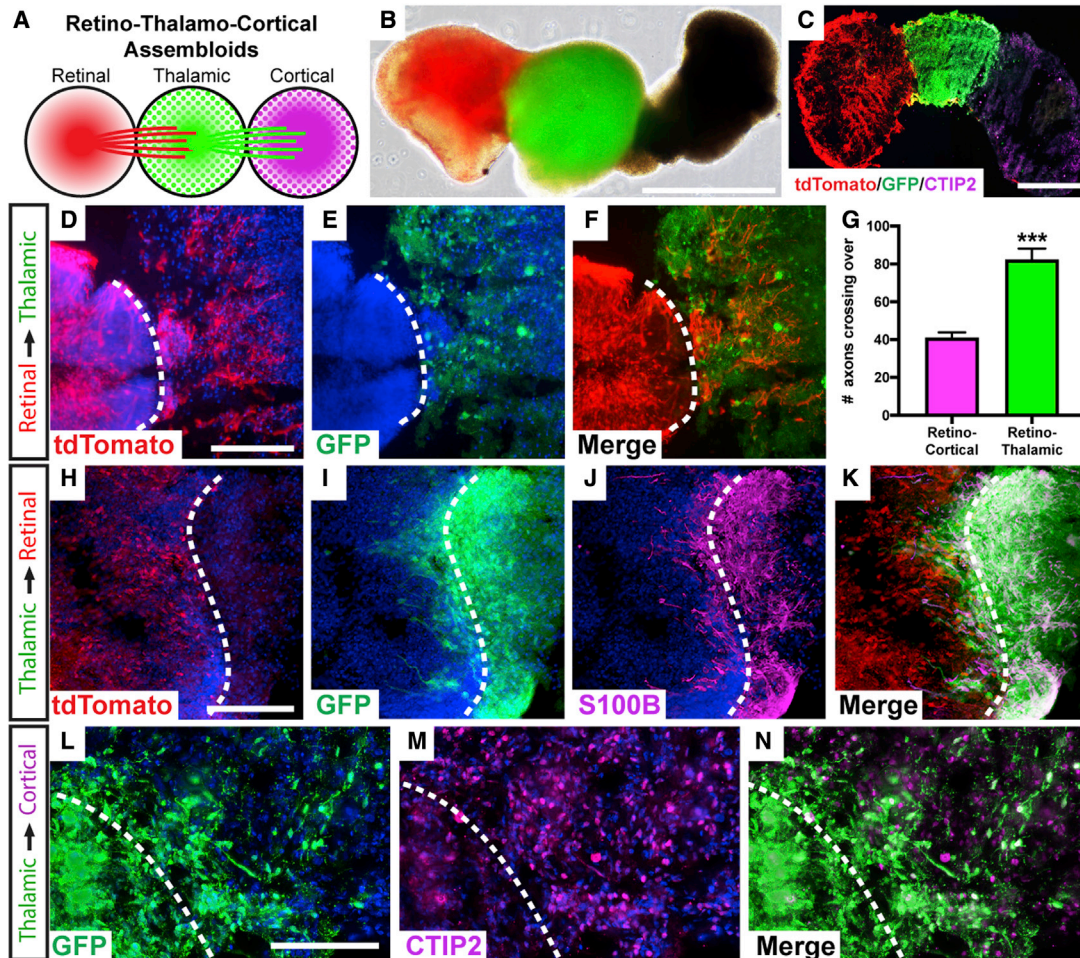 A
Retino-Thalamo-Cortical
Assembloids
Retinal
Thalamic
Cortical
B
C
tdTomato/GFP/CTIP2
Retinal → Thalamic
D
tdTomato
E
GFP
F
Merge
G
# axons crossing over
100
80
60
40
20
0
***
Retino-
Cortical
Retino-
Thalamic
Thalamic → Retinal
H
tdTomato
I
GFP
J
S100B
K
Merge
Thalamic → Cortical
L
GFP
M
CTIP2
N
Merge